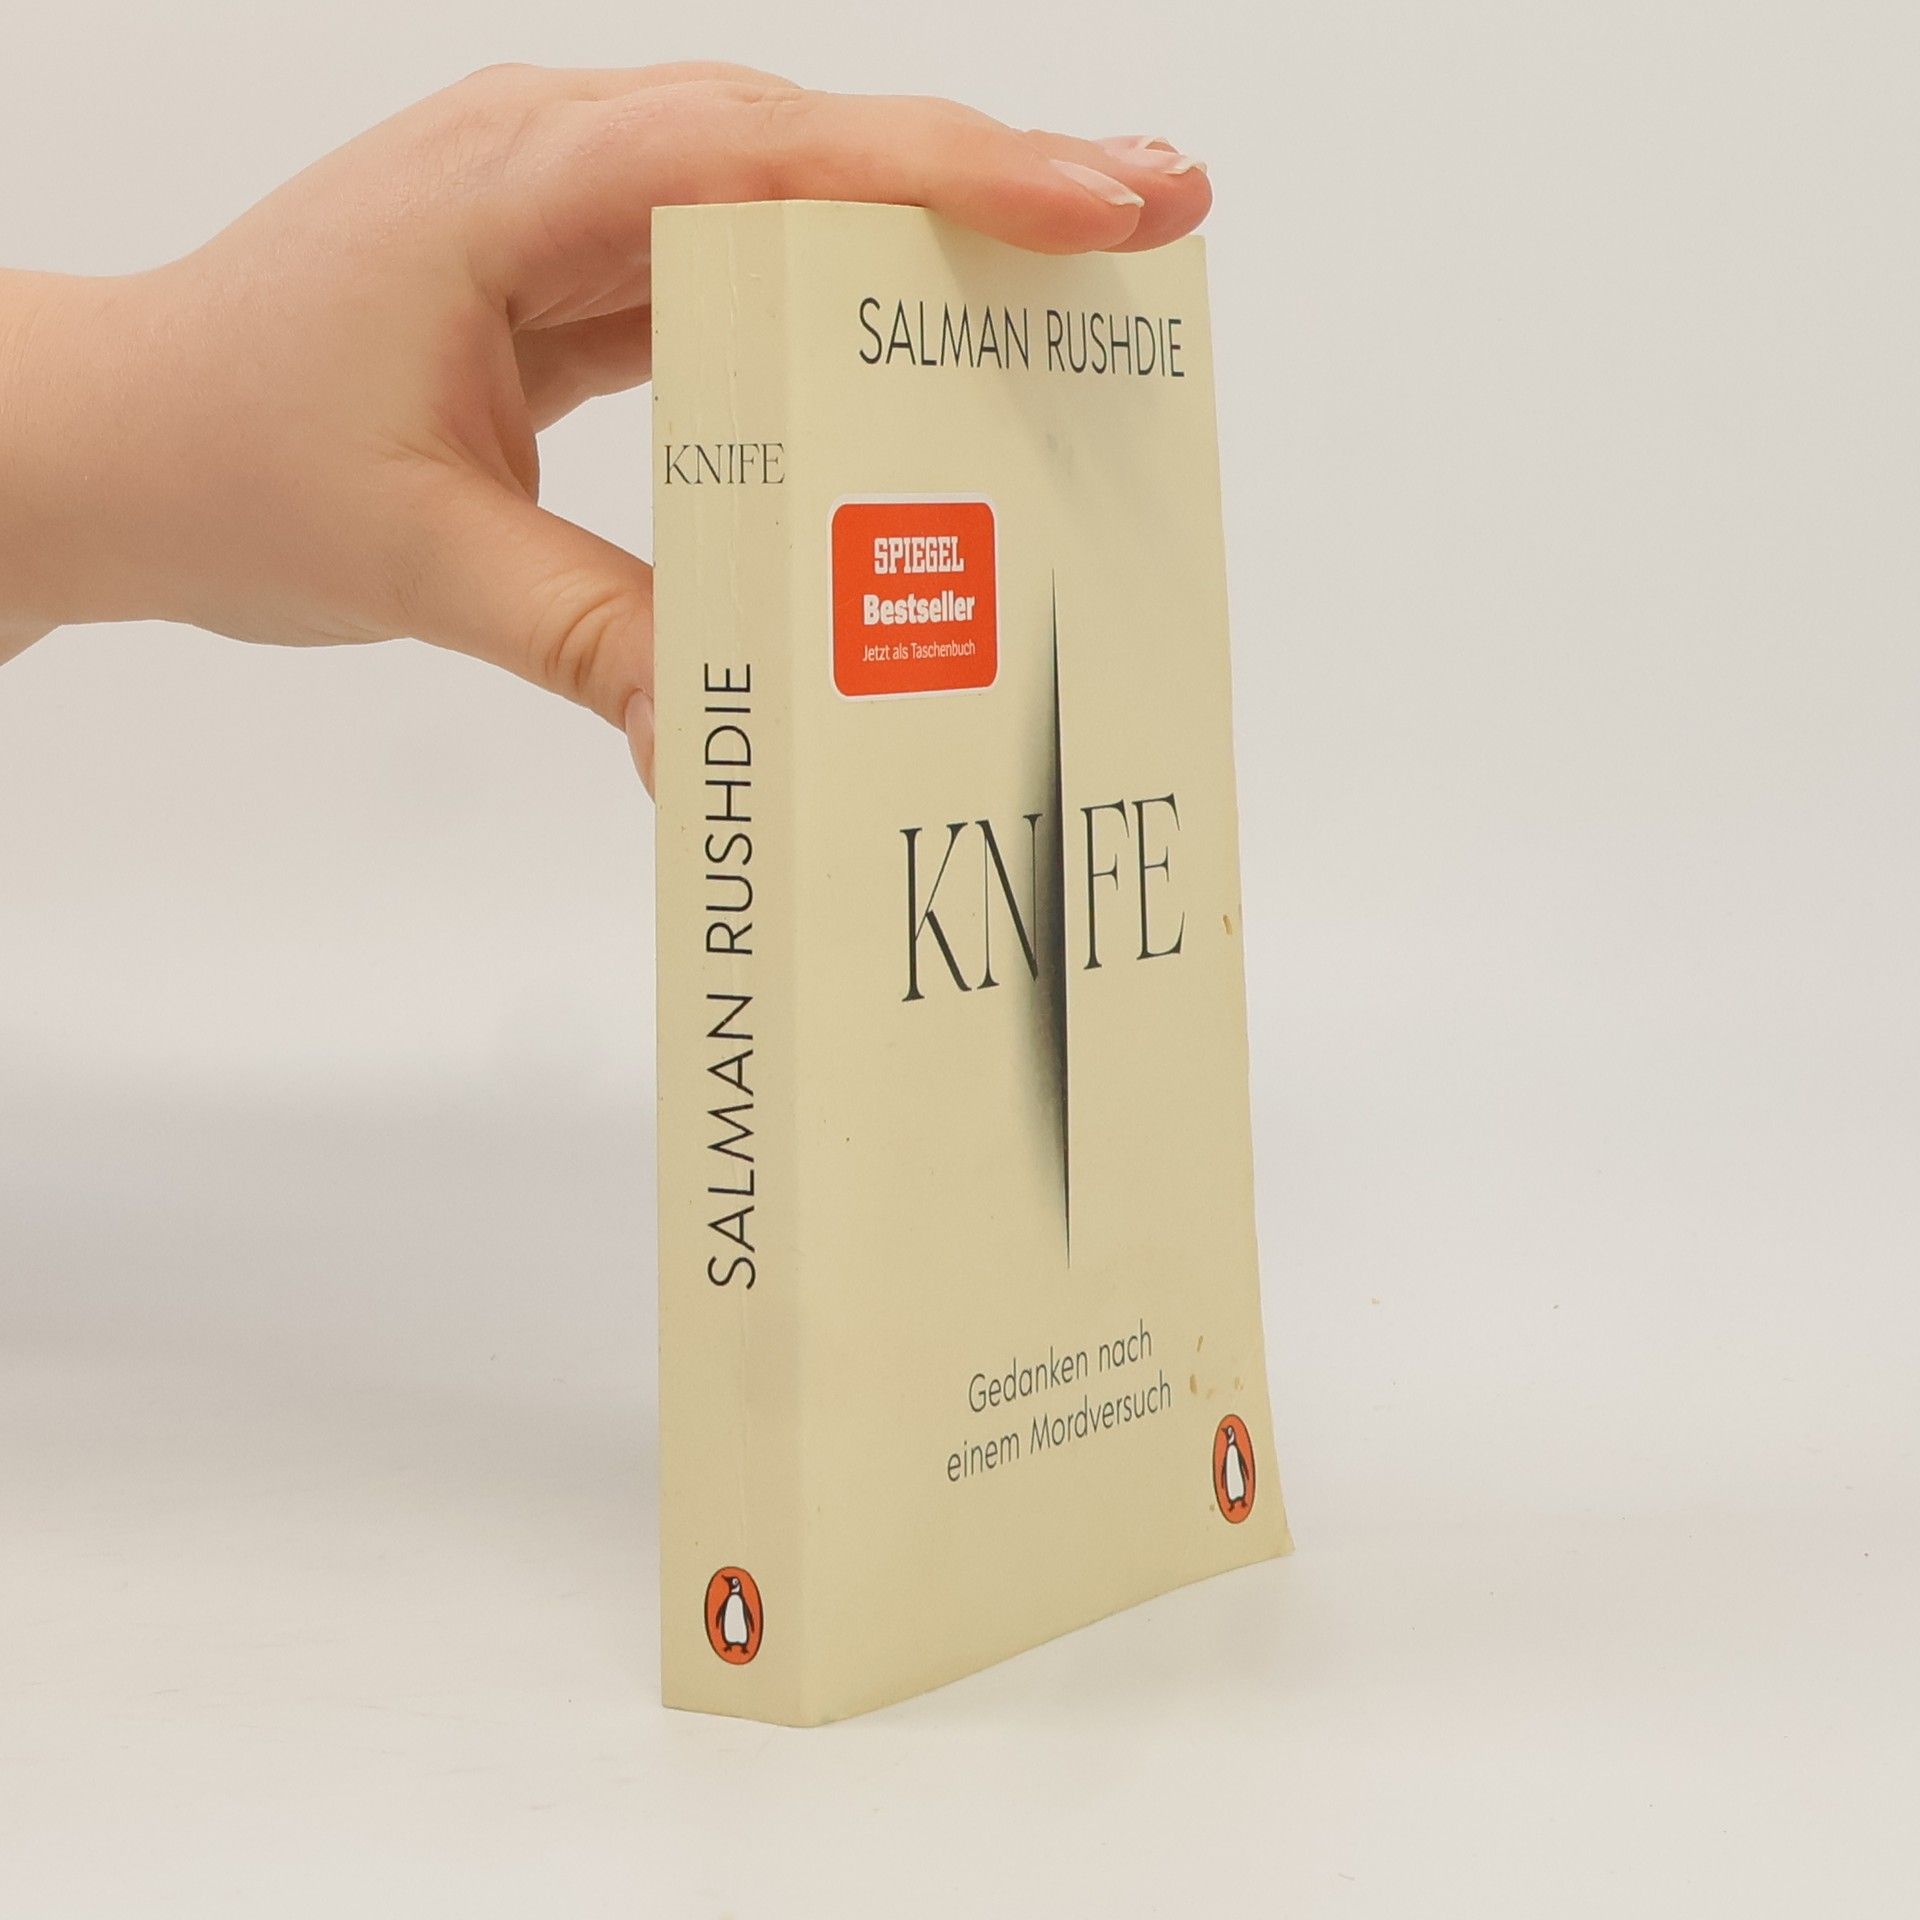 KNIFE
SALMAN RUSHDIE
SALMAN RUSHDIE
SPIEGEL
Bestseller
Jetzt als Taschenbuch
KNIFE
Gedanken nach
einem Mordversuch